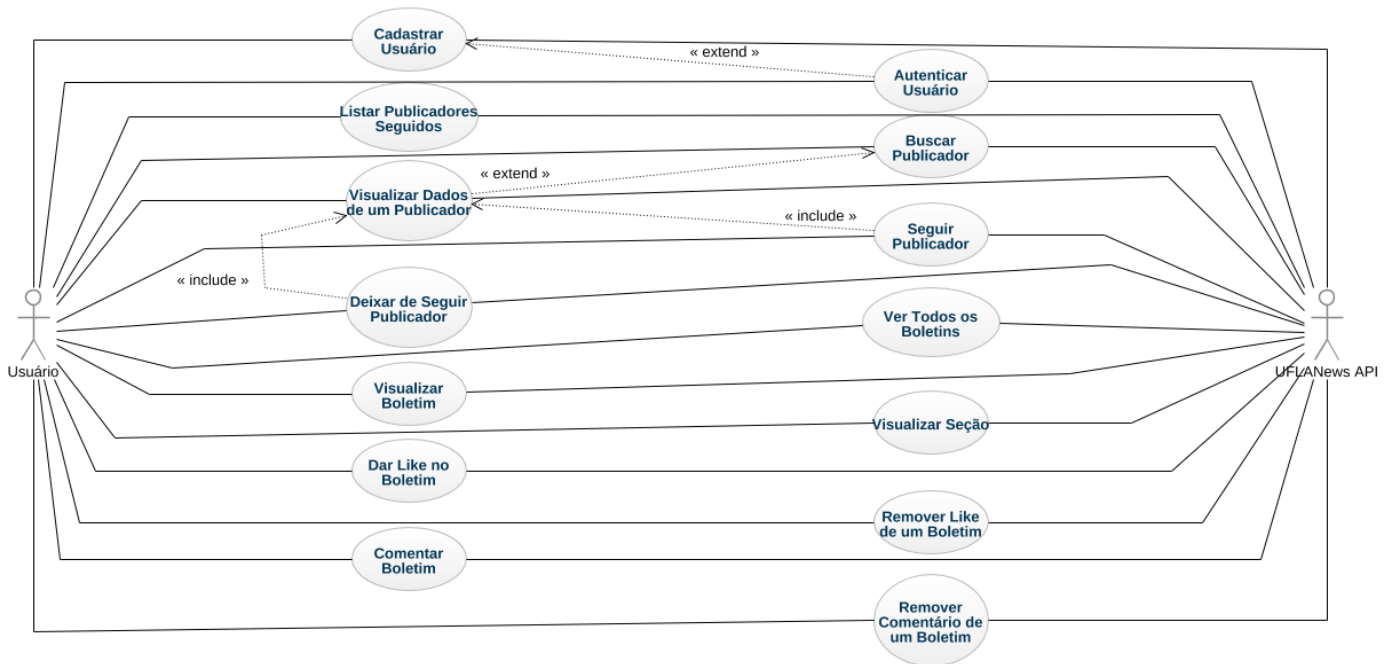 Cadastrar
Usuário
« extend »
Autenticar
Usuário
Listar Publicadores
Seguidos
Buscar
Publicador
« extend »
Visualizar Dados
de um Publicador
« include »
Seguir
Publicador
« include »
Deixar de Seguir
Publicador
Ver Todos os
Boletins
Usuário
UFLANews API
Visualizar
Boletim
Visualizar Seção
Dar Like no
Boletim
Remover Like
de um Boletim
Comentar
Boletim
Remover
Comentário de
um Boletim